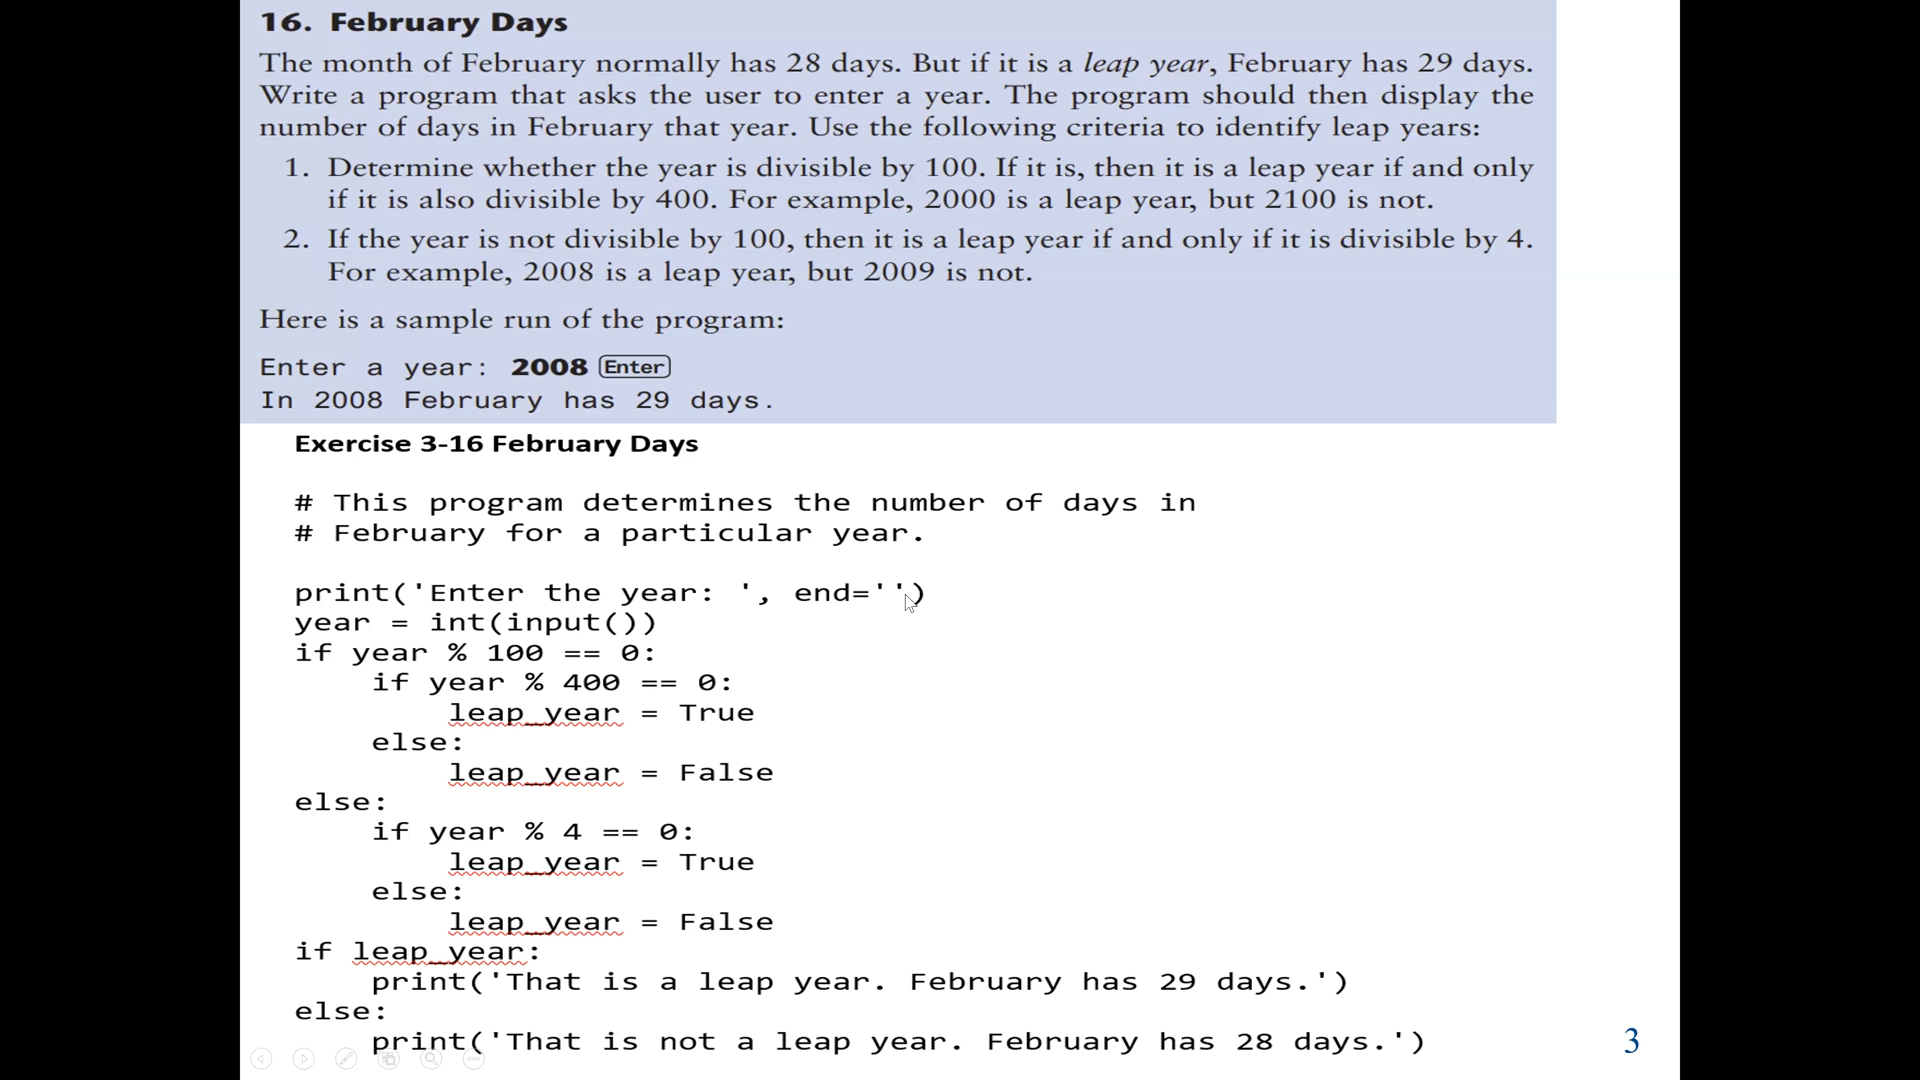 16. February Days
The month of February normally has 28 days. But if it is a leap year, February has 29 days.
Write a program that asks the user to enter a year. The program should then display the
number of days in February that year. Use the following criteria to identify leap years:
1. Determine whether the year is divisible by 100. If it is, then it is a leap year if and only
if it is also divisible by 400. For example, 2000 is a leap year, but 2100 is not.
2. If the year is not divisible by 100, then it is a leap year if and only if it is divisible by 4.
For example, 2008 is a leap year, but 2009 is not.
Here is a sample run of the program:
Enter a year: 2008 Enter
In 2008 February has 29 days.
Exercise 3-16 February Days
# This program determines the number of days in
# February for a particular year.
print('Enter the year: ', end='')
year = int(input())
if year % 100 == 0:
    if year % 400 == 0:
        leap_year = True
    else:
        leap_year = False
else:
    if year % 4 == 0:
        leap_year = True
    else:
        leap_year = False
if leap_year:
    print('That is a leap year. February has 29 days.')
else:
    print('That is not a leap year. February has 28 days.')
3